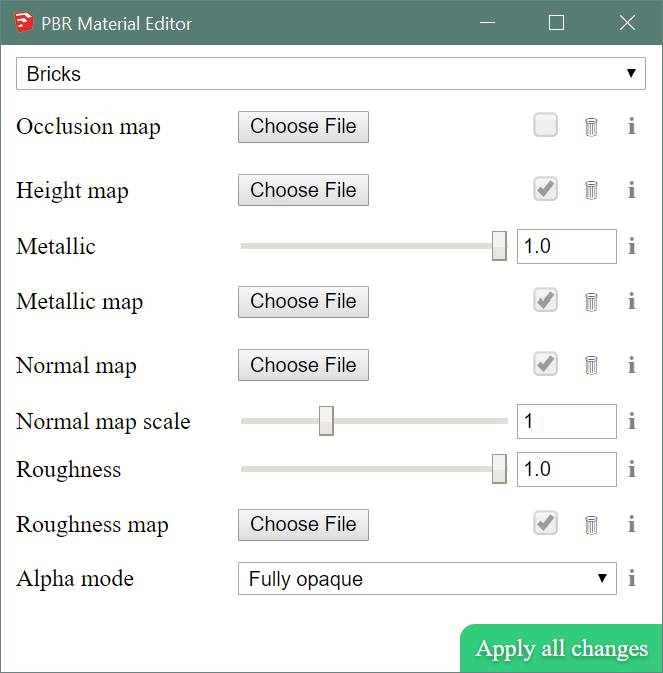 PBR Material Editor
Bricks
Occlusion map Choose File i
Height map Choose File i
Metallic 1.0 i
Metallic map Choose File i
Normal map Choose File i
Normal map scale 1 i
Roughness 1.0 i
Roughness map Choose File i
Alpha mode Fully opaque i
Apply all changes